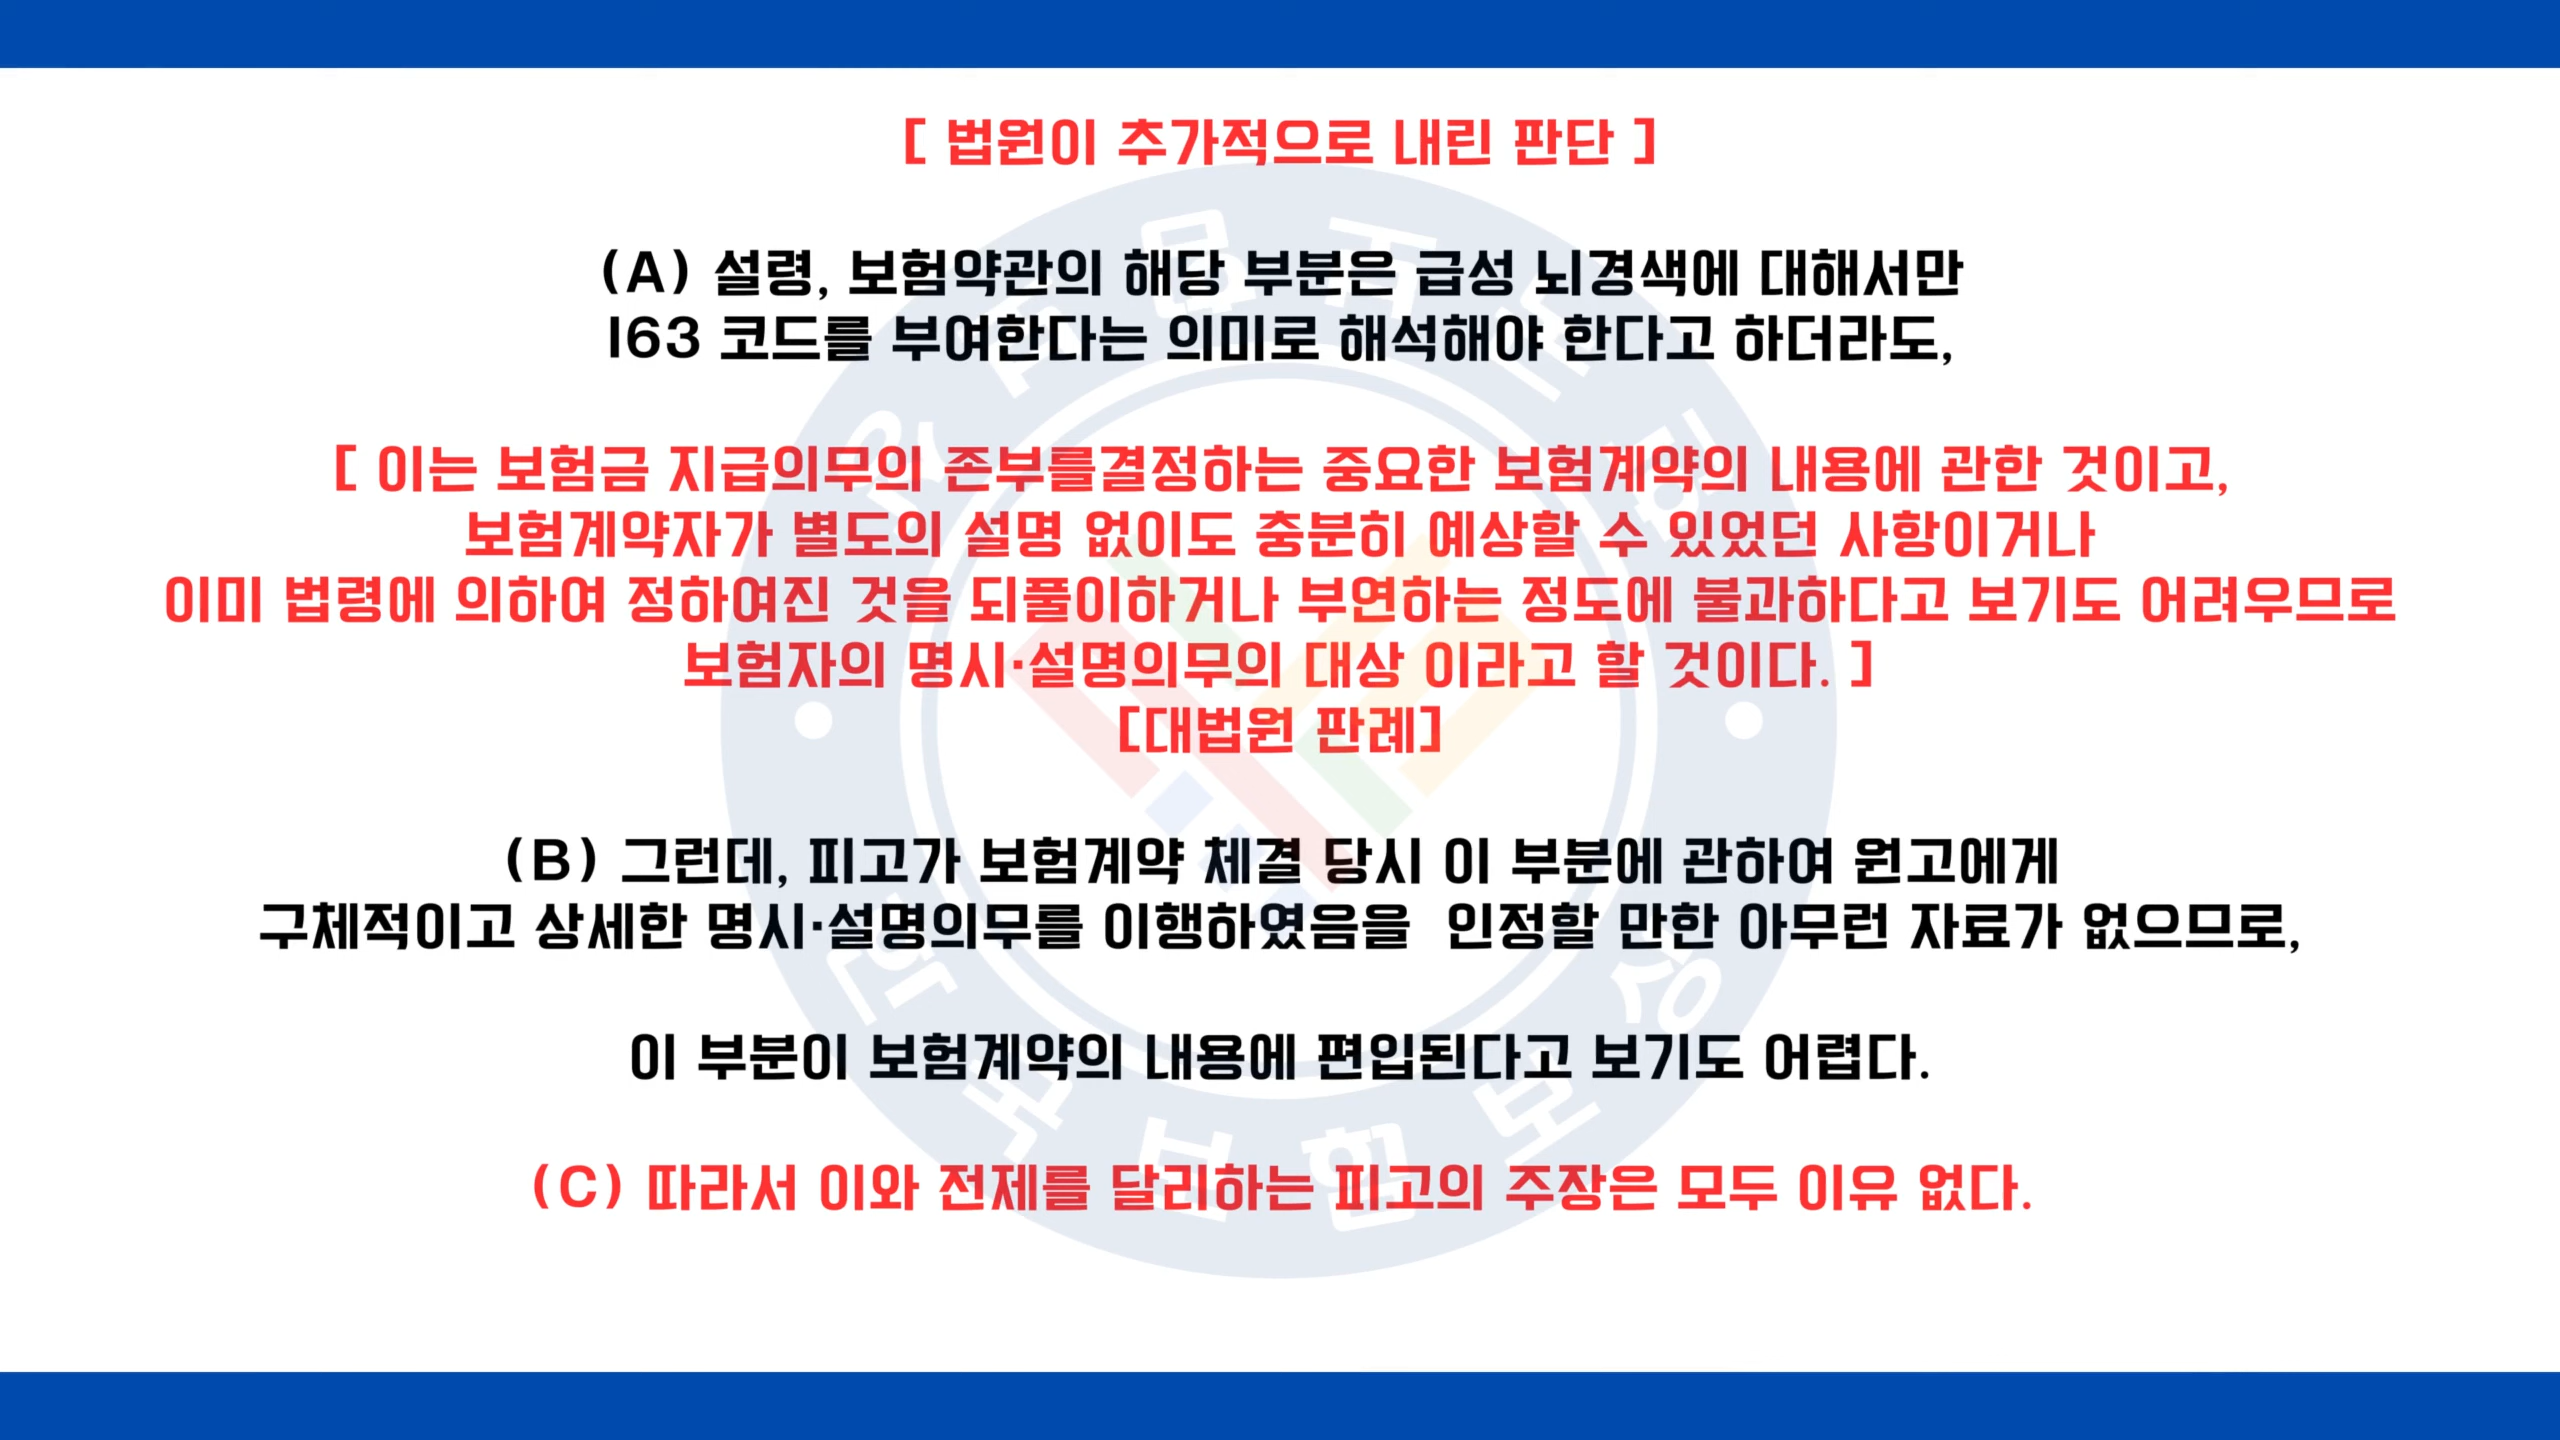 [ 법원이 추가적으로 내린 판단 ]
(A) 설령, 보험약관의 해당 부분은 급성 뇌경색에 대해서만
I63 코드를 부여한다는 의미로 해석해야 한다고 하더라도,
[ 이는 보험금 지급의무의 존부를결정하는 중요한 보험계약의 내용에 관한 것이고,
보험계약자가 별도의 설명 없이도 충분히 예상할 수 있었던 사항이거나
이미 법령에 의하여 정하여진 것을 되풀이하거나 부연하는 정도에 불과하다고 보기도 어려우므로
보험자의 명시·설명의무의 대상 이라고 할 것이다. ]
[대법원 판례]
(B) 그런데, 피고가 보험계약 체결 당시 이 부분에 관하여 원고에게
구체적이고 상세한 명시·설명의무를 이행하였음을  인정할 만한 아무런 자료가 없으므로,
이 부분이 보험계약의 내용에 편입된다고 보기도 어렵다.
(C) 따라서 이와 전제를 달리하는 피고의 주장은 모두 이유 없다.
한국보험보상